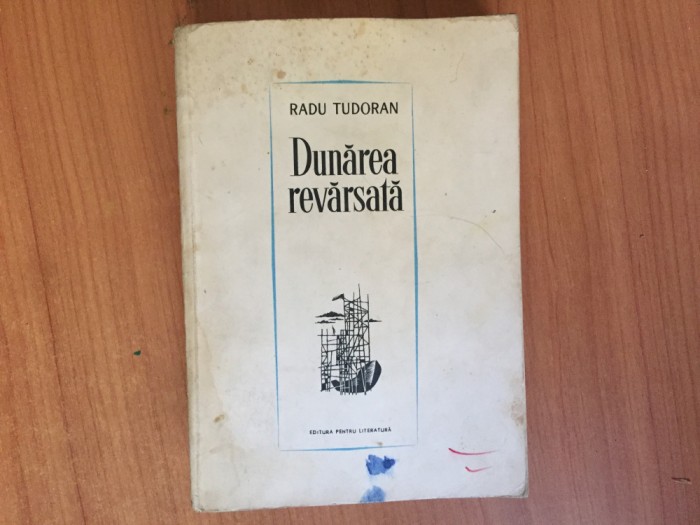 RADU TUDORAN
Dunărea
revărsată
EDITURA PENTRU LITERATURĂ